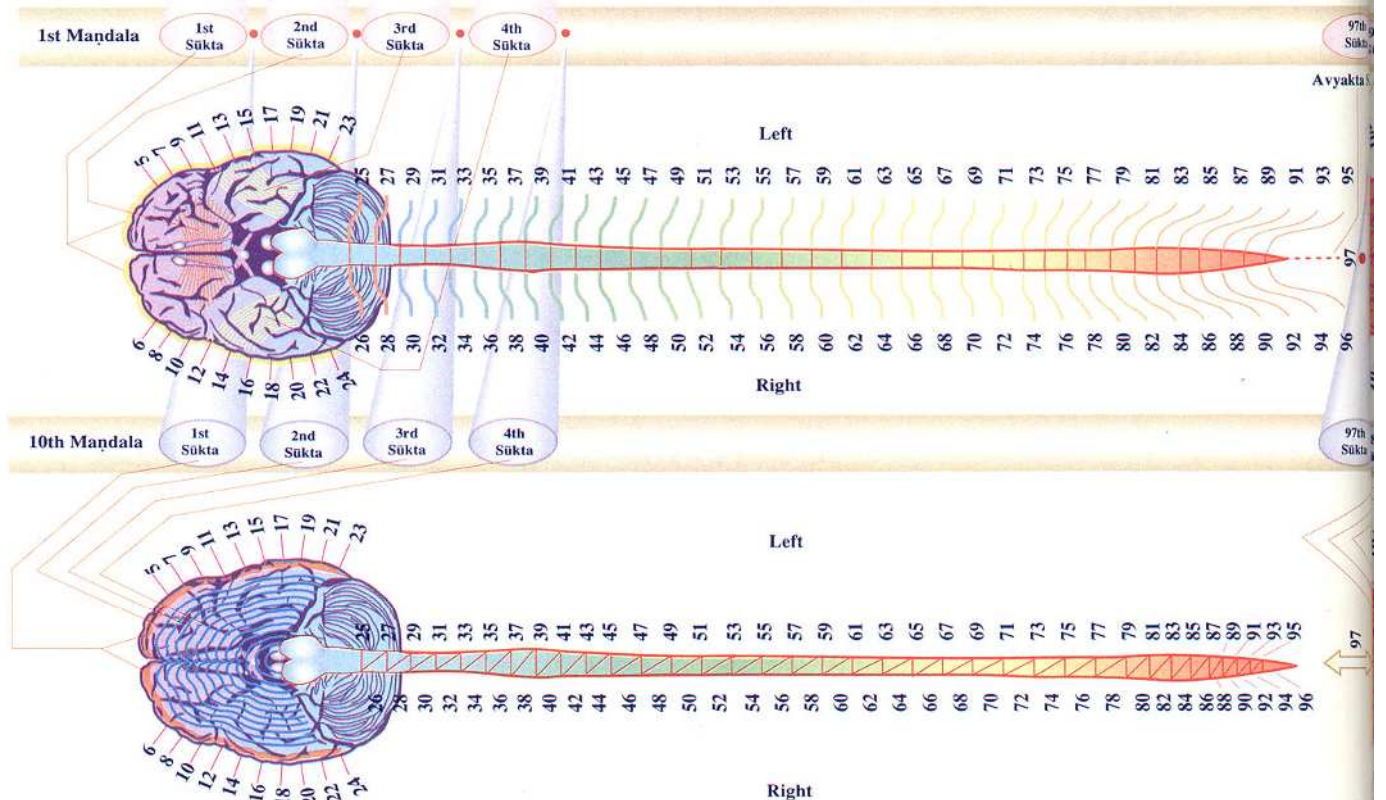 1st Maṇḍala
1st
Sūkta
2nd
Sūkta
3rd
Sūkta
4th
Sūkta
97th
Sūkta
Avyakta
Left
5 7 9 11 13 15 17 19 21 23 25 27 29 31 33 35 37 39 41 43 45 47 49 51 53 55 57 59 61 63 65 67 69 71 73 75 77 79 81 83 85 87 89 91 93 95
97
6 8 10 12 14 16 18 20 22 24 26 28 30 32 34 36 38 40 42 44 46 48 50 52 54 56 58 60 62 64 66 68 70 72 74 76 78 80 82 84 86 88 90 92 94 96
Right
10th Maṇḍala
1st
Sūkta
2nd
Sūkta
3rd
Sūkta
4th
Sūkta
97th
Sūkta
Left
5 7 9 11 13 15 17 19 21 23 25 27 29 31 33 35 37 39 41 43 45 47 49 51 53 55 57 59 61 63 65 67 69 71 73 75 77 79 81 83 85 87 89 91 93 95
97
6 8 10 12 14 16 18 20 22 24 26 28 30 32 34 36 38 40 42 44 46 48 50 52 54 56 58 60 62 64 66 68 70 72 74 76 78 80 82 84 86 88 90 92 94 96
Right